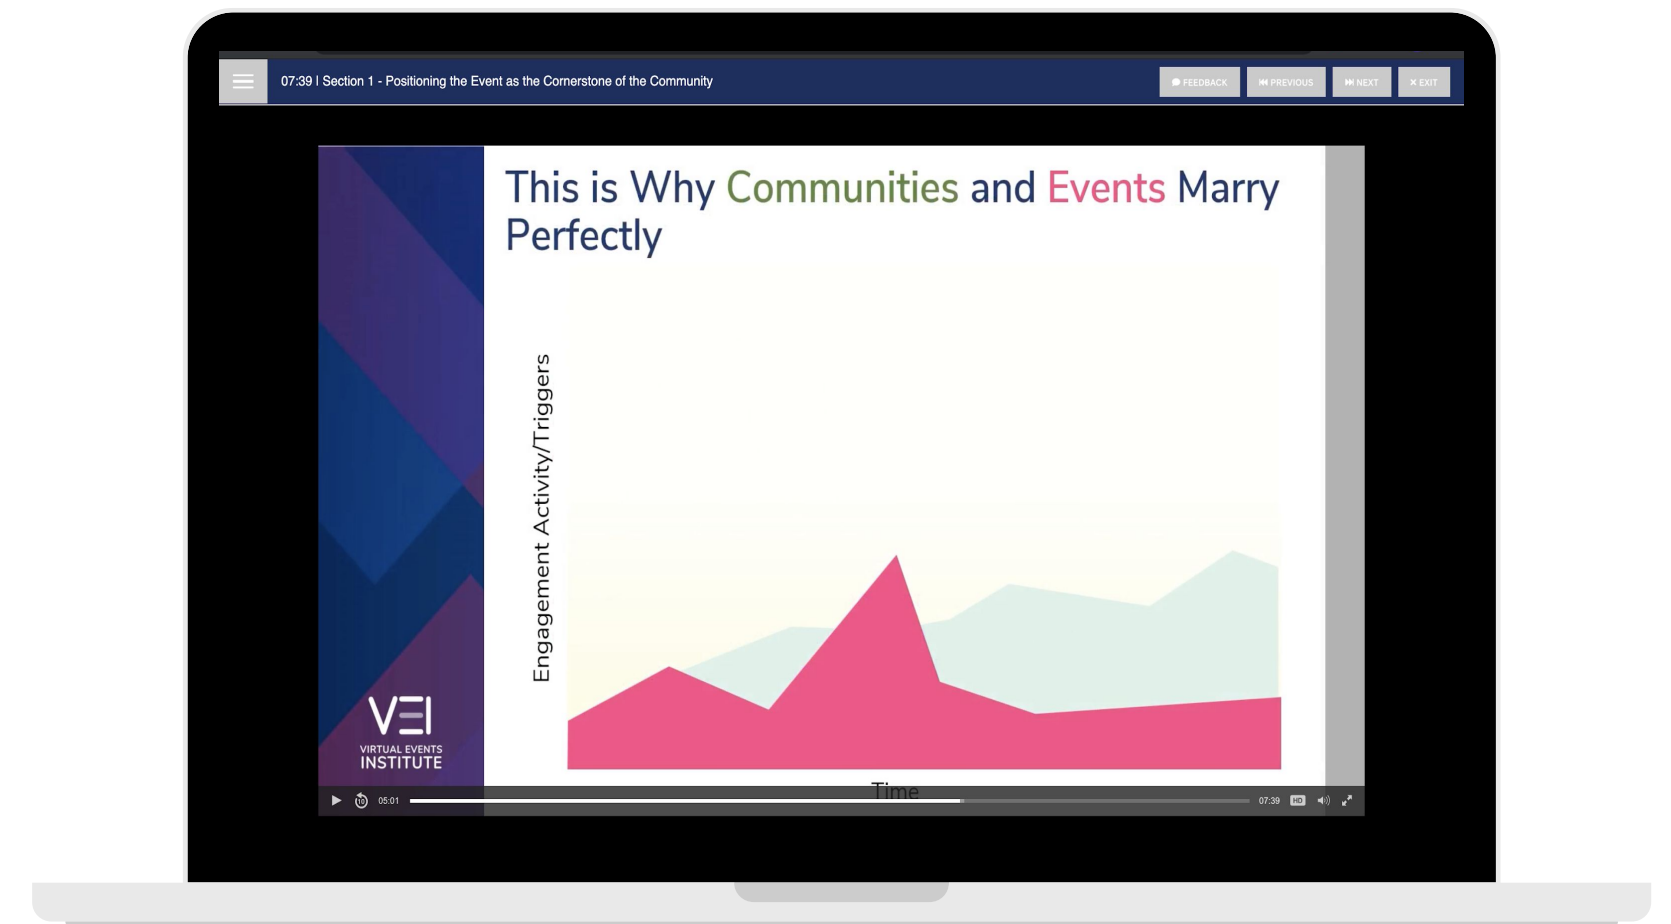 07:39 | Section 1 - Positioning the Event as the Cornerstone of the Community
FEEDBACK
PREVIOUS
NEXT
EXIT
This is Why Communities and Events Marry
Perfectly
Engagement Activity/Triggers
VEI
VIRTUAL EVENTS
INSTITUTE
Time
10
05:01
07:39
HD